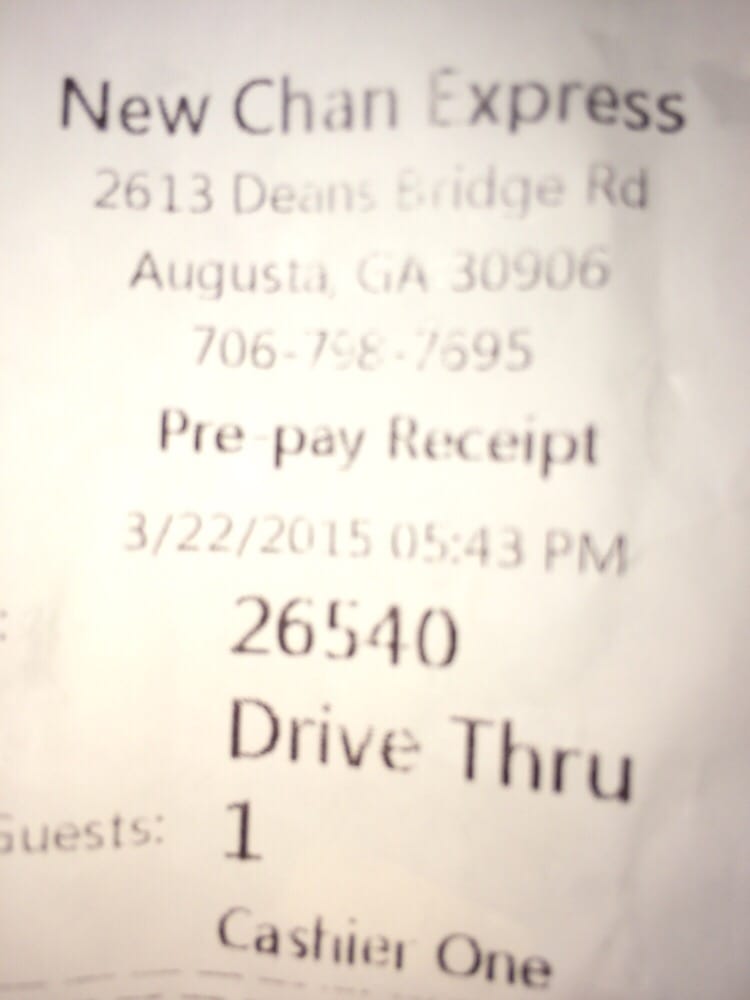 New Chan Express
2613 Deans Bridge Rd
Augusta, GA 30906
706-798-7695
Pre-pay Receipt
3/22/2015 05:43 PM
: 26540
Drive Thru
Guests: 1
Cashier One